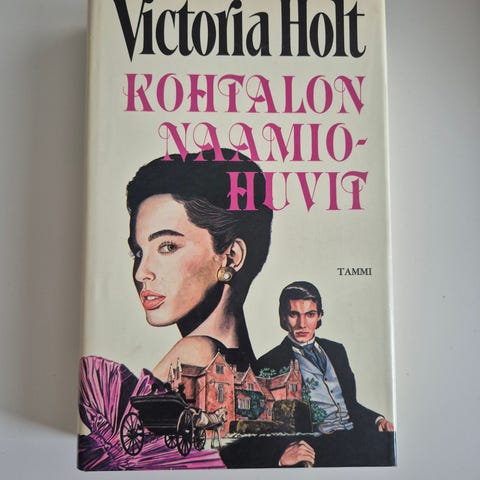 Victoria Holt
KOHTALON
NAAMIO-
HUVIT
TAMMI